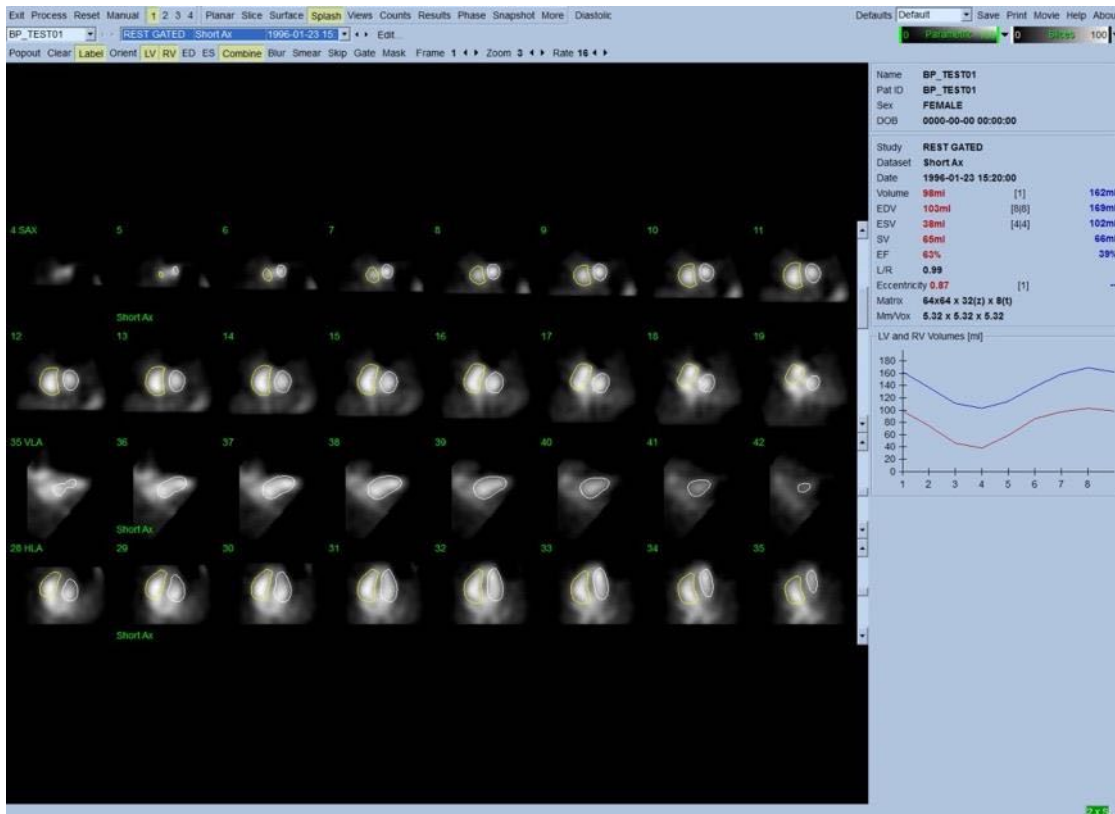 Exit Process Reset Manual 1 2 3 4 Planar Slice Surface Splash Views Counts Results Phase Snapshot More Diastolic Defaults Default Save Print Movie Help Abou
BP_TEST01 REST GATED Short Ax 1996-01-23 15: Edit... 0 Parametric 0 Slices 100
Popout Clear Label Orient LV RV ED ES Combine Blur Smear Skip Gate Mask Frame 1 Zoom 3 Rate 16
Name BP_TEST01
Pat ID BP_TEST01
Sex FEMALE
DOB 0000-00-00 00:00:00
Study REST GATED
Dataset Short Ax
Date 1996-01-23 15:20:00
Volume 98ml [1] 162ml
EDV 103ml [8|8] 169ml
ESV 38ml [4|4] 102ml
SV 65ml 66ml
EF 63% 39%
L/R 0.99
Eccentricity 0.87 [1] --
Matrix 64x64 x 32(z) x 8(t)
Mm/Vox 5.32 x 5.32 x 5.32
LV and RV Volumes [ml]
180
160
140
120
100
80
60
40
20
0
1 2 3 4 5 6 7 8
4 SAX 5 6 7 8 9 10 11
Short Ax
12 13 14 15 16 17 18 19
35 VLA 36 37 38 39 40 41 42
Short Ax
28 HLA 29 30 31 32 33 34 35
Short Ax
2 x 8